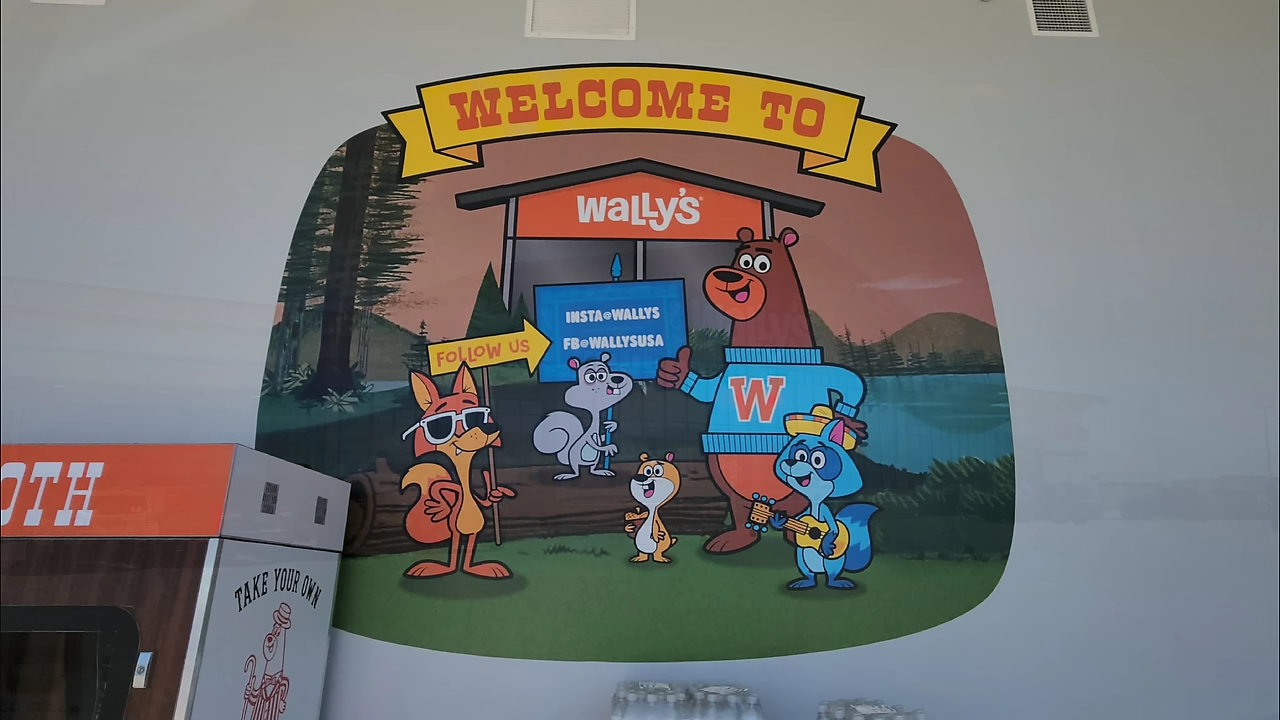 WELCOME TO
WaLLy's
INSTA@WALLYS
FB@WALLYSUSA
FOLLOW US
W
OTH
TAKE YOUR OWN